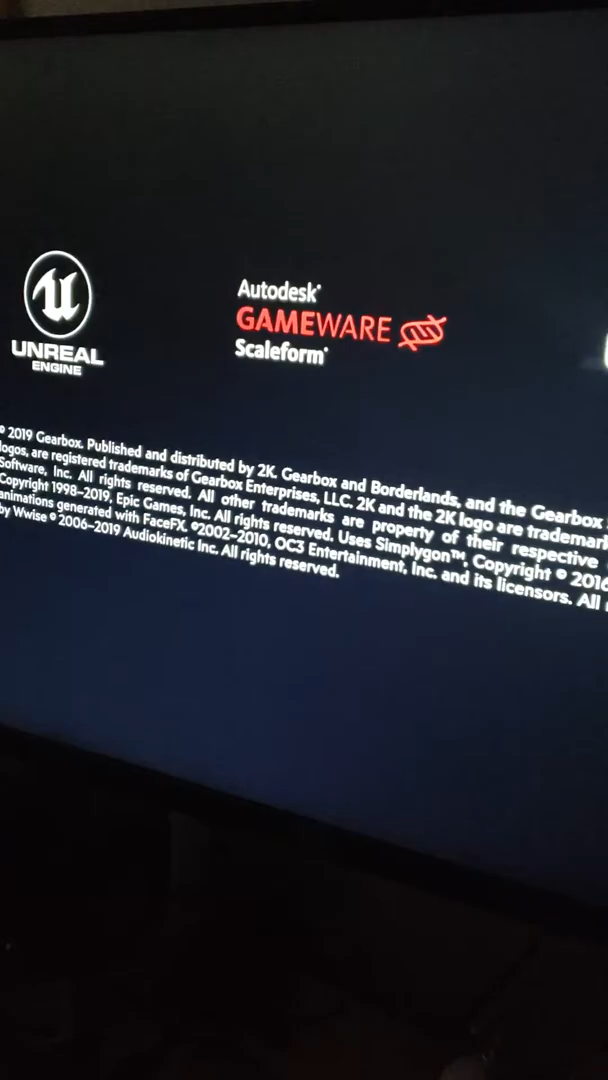 UNREAL
ENGINE
Autodesk®
GAMEWARE
Scaleform®
© 2019 Gearbox. Published and distributed by 2K. Gearbox and Borderlands, and the Gearbox
logos, are registered trademarks of Gearbox Enterprises, LLC. 2K and the 2K logo are trademark
Software, Inc. All rights reserved. All other trademarks are property of their respective
Copyright 1998-2019, Epic Games, Inc. All rights reserved. Uses Simplygon™, Copyright © 2016
animations generated with FaceFX, ©2002-2010, OC3 Entertainment, Inc. and its licensors. All
by Wwise © 2006-2019 Audiokinetic Inc. All rights reserved.